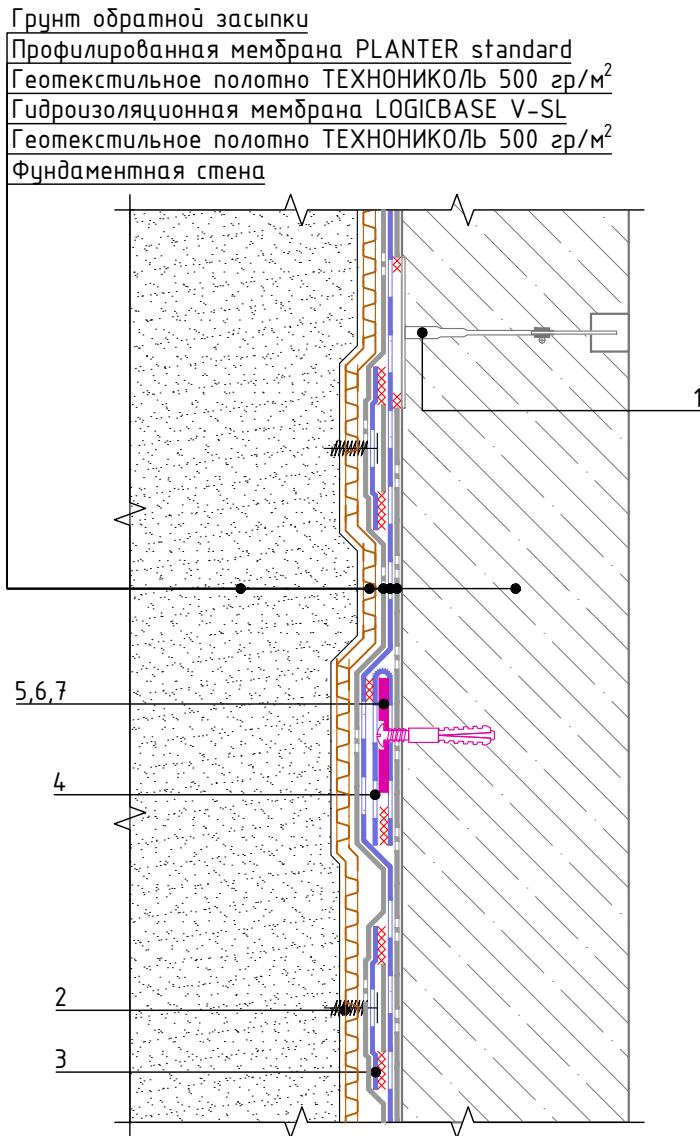 Грунт обратной засыпки
Профилированная мембрана PLANTER standard
Геотекстильное полотно ТЕХНОНИКОЛЬ 500 гр/м²
Гидроизоляционная мембрана LOGICBASE V-SL
Геотекстильное полотно ТЕХНОНИКОЛЬ 500 гр/м²
Фундаментная стена
1
5,6,7
4
2
3